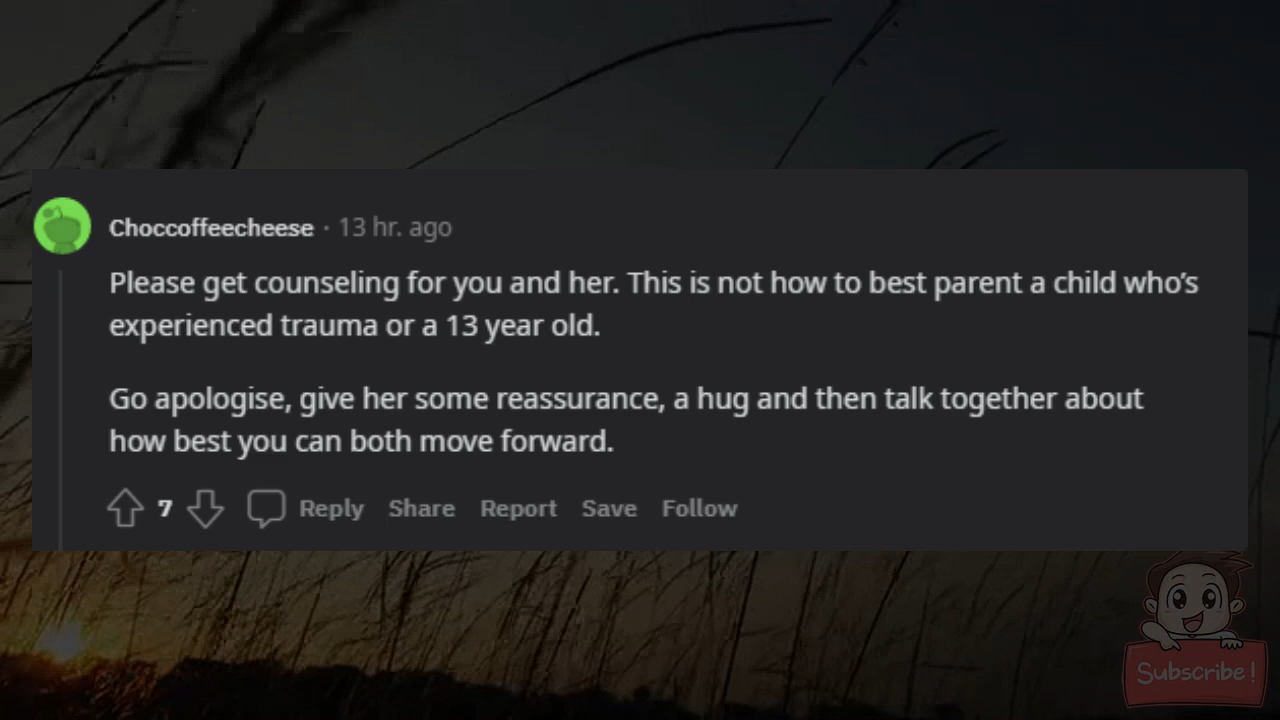 Choccoffeecheese · 13 hr. ago
Please get counseling for you and her. This is not how to best parent a child who’s
experienced trauma or a 13 year old.
Go apologise, give her some reassurance, a hug and then talk together about
how best you can both move forward.
7 Reply Share Report Save Follow
Subscribe!